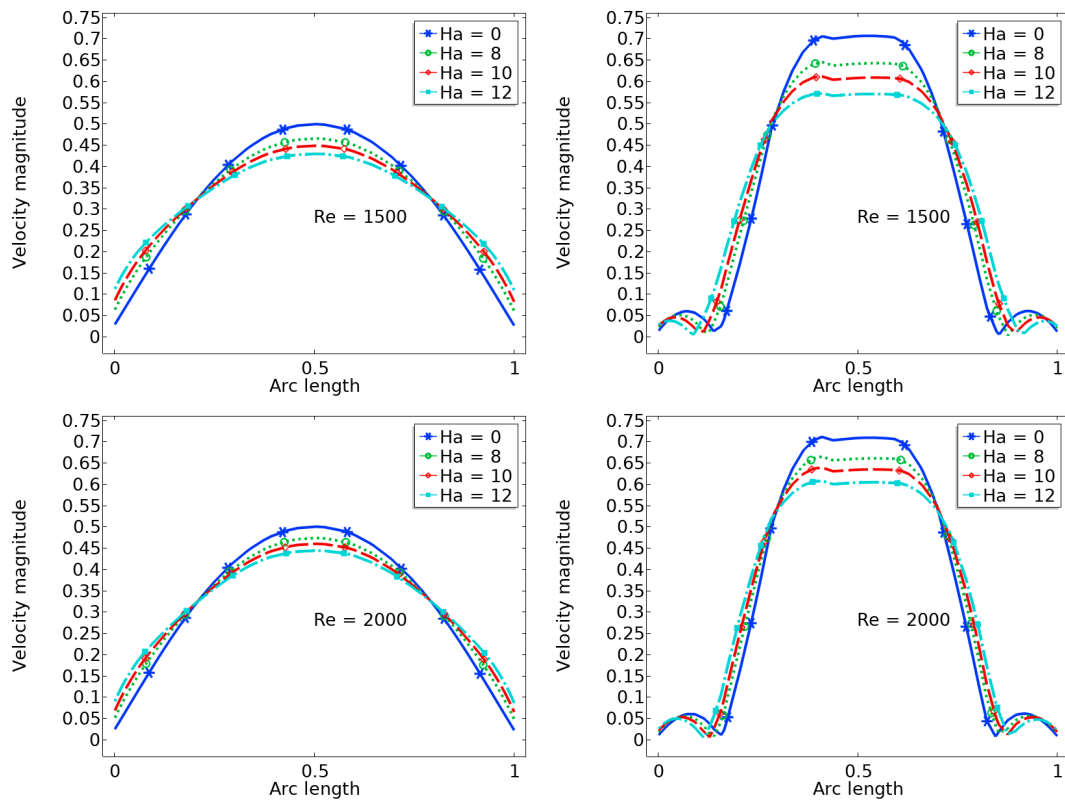 0.75
0.7
0.65
0.6
0.55
0.5
0.45
0.4
0.35
0.3
0.25
0.2
0.15
0.1
0.05
0
Velocity magnitude
Ha = 0
Ha = 8
Ha = 10
Ha = 12
Re = 1500
0 0.5 1
Arc length
0.75
0.7
0.65
0.6
0.55
0.5
0.45
0.4
0.35
0.3
0.25
0.2
0.15
0.1
0.05
0
Velocity magnitude
Ha = 0
Ha = 8
Ha = 10
Ha = 12
Re = 1500
0 0.5 1
Arc length
0.75
0.7
0.65
0.6
0.55
0.5
0.45
0.4
0.35
0.3
0.25
0.2
0.15
0.1
0.05
0
Velocity magnitude
Ha = 0
Ha = 8
Ha = 10
Ha = 12
Re = 2000
0 0.5 1
Arc length
0.75
0.7
0.65
0.6
0.55
0.5
0.45
0.4
0.35
0.3
0.25
0.2
0.15
0.1
0.05
0
Velocity magnitude
Ha = 0
Ha = 8
Ha = 10
Ha = 12
Re = 2000
0 0.5 1
Arc length